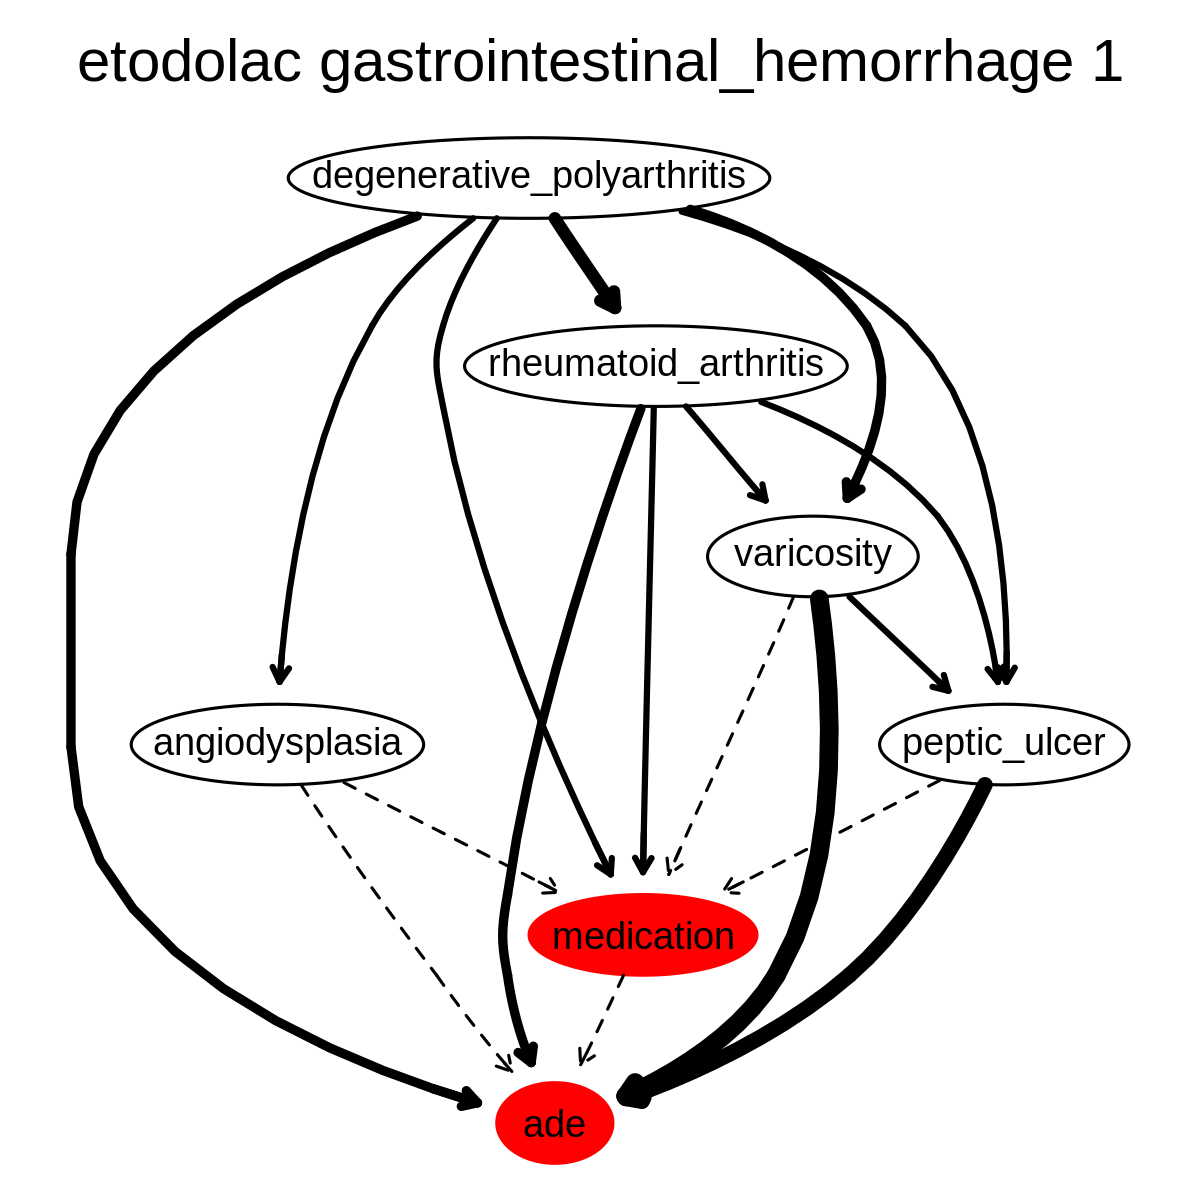 etodolac gastrointestinal_hemorrhage 1
degenerative_polyarthritis
rheumatoid_arthritis
varicosity
angiodysplasia
peptic_ulcer
medication
ade